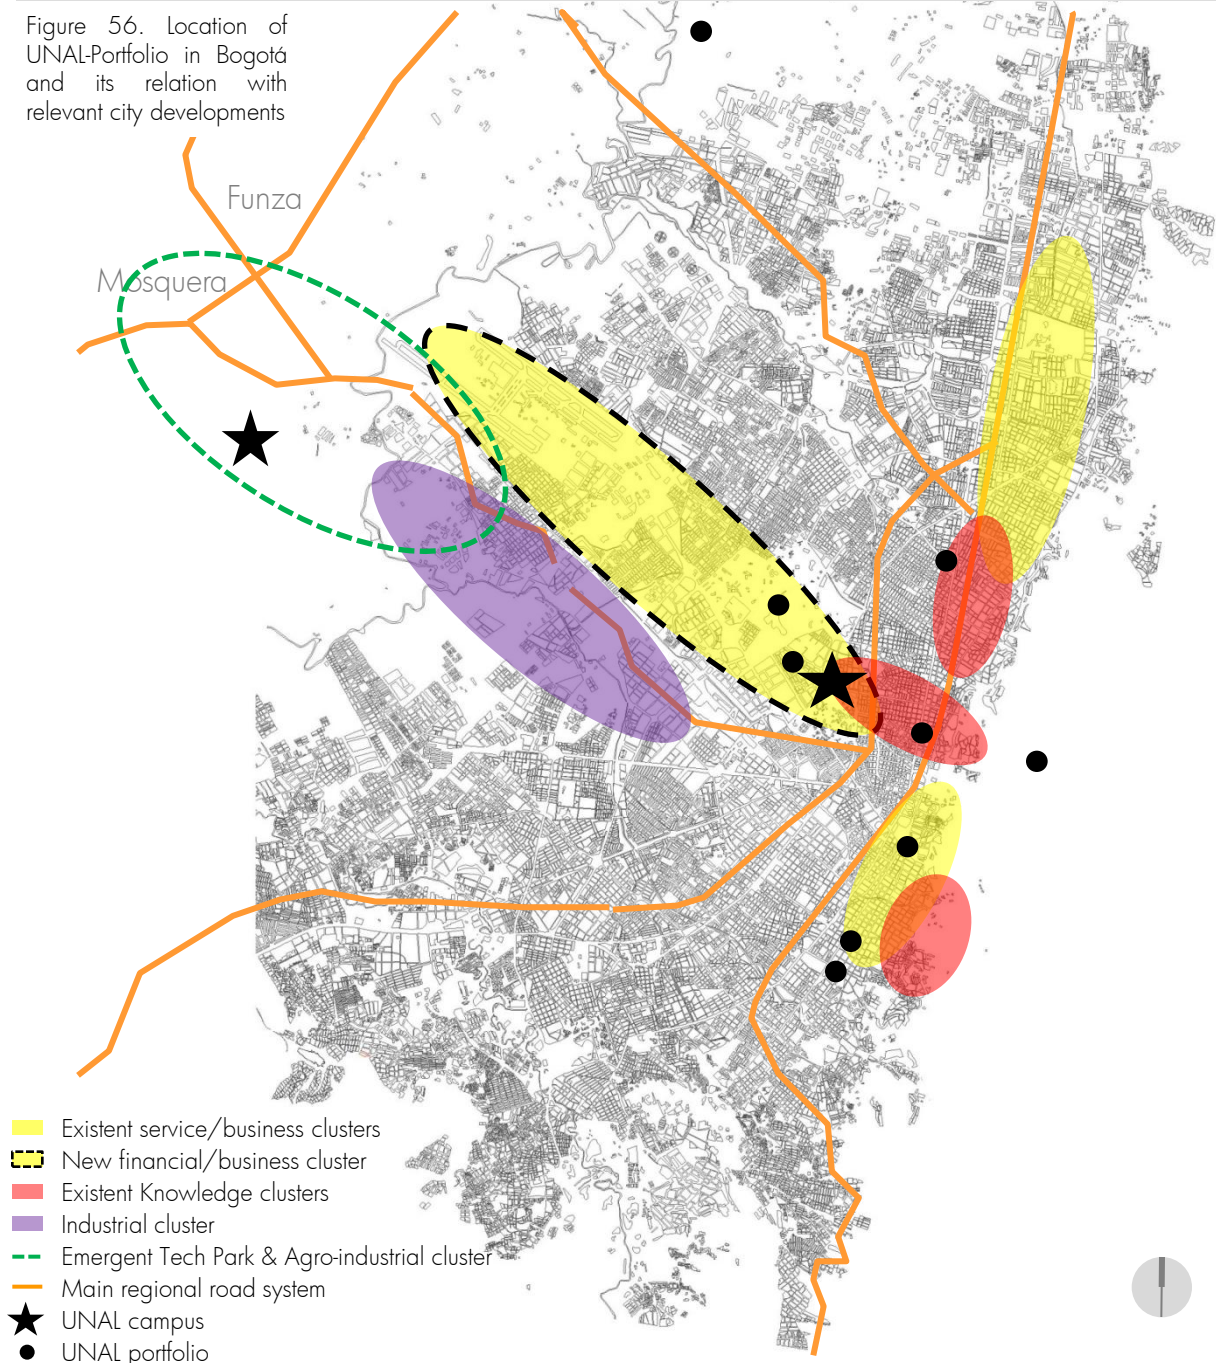 Figure 56. Location of
UNAL-Portfolio in Bogotá
and its relation with
relevant city developments
Funza
Mosquera
Existent service/business clusters
New financial/business cluster
Existent Knowledge clusters
Industrial cluster
Emergent Tech Park & Agro-industrial cluster
Main regional road system
UNAL campus
UNAL portfolio